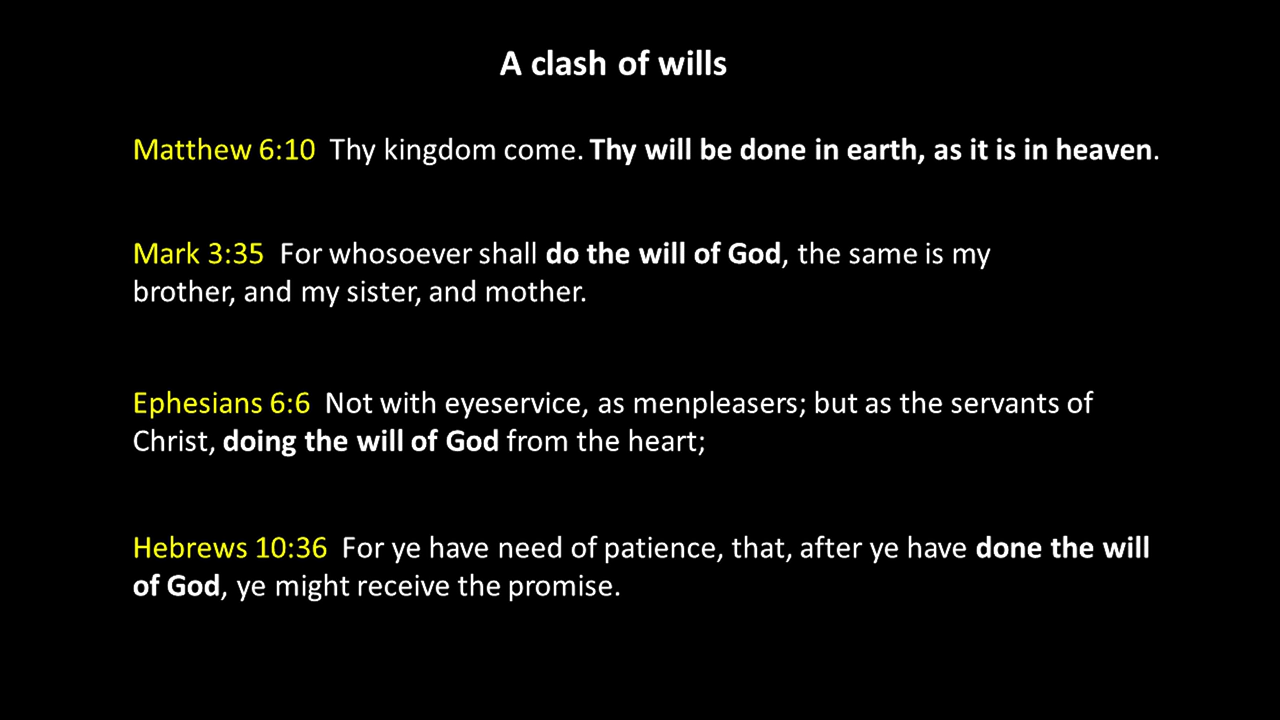 A clash of wills
Matthew 6:10 Thy kingdom come. Thy will be done in earth, as it is in heaven.
Mark 3:35 For whosoever shall do the will of God, the same is my
brother, and my sister, and mother.
Ephesians 6:6 Not with eyeservice, as menpleasers; but as the servants of
Christ, doing the will of God from the heart;
Hebrews 10:36 For ye have need of patience, that, after ye have done the will
of God, ye might receive the promise.